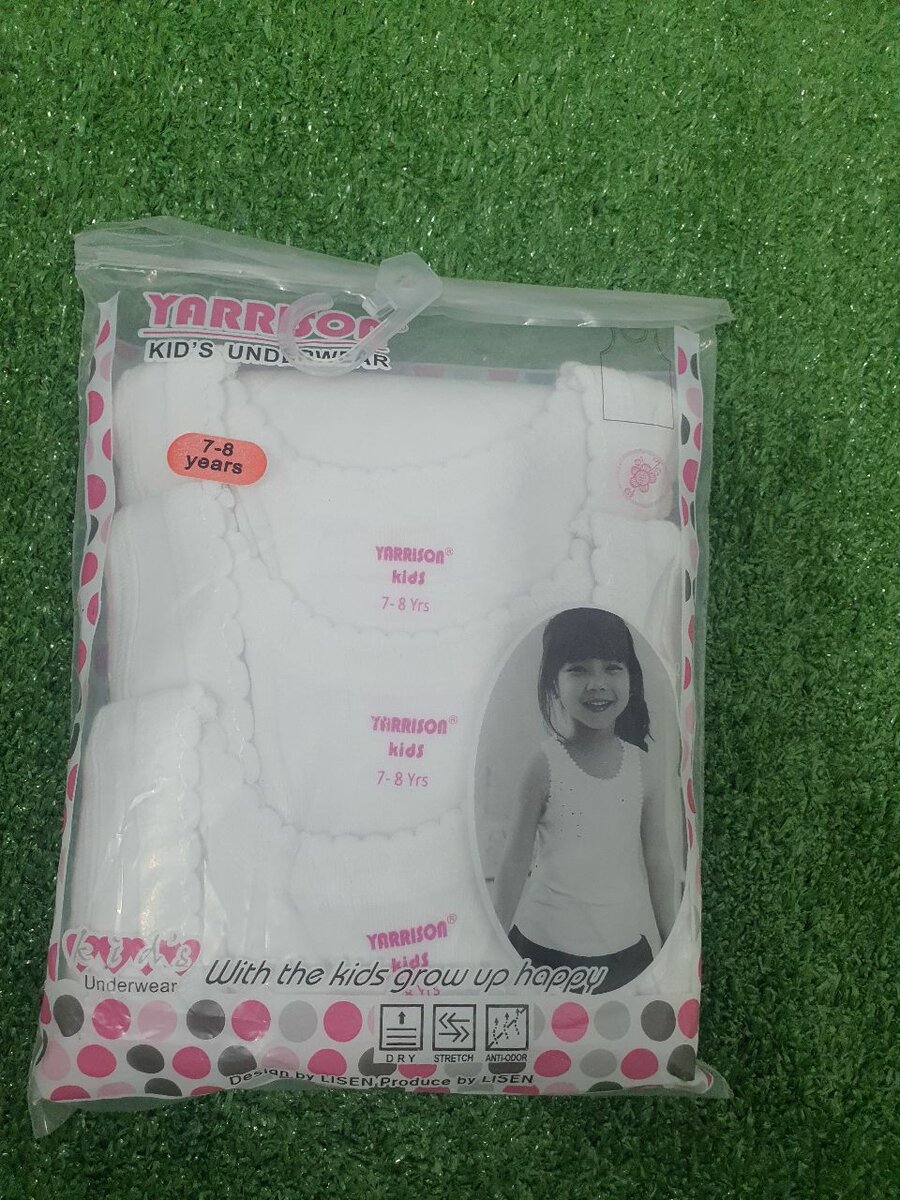 YARRISON®
KID'S UNDERWEAR
7-8
years
YARRISON®
kids
7-8 Yrs
YARRISON®
kids
7-8 Yrs
YARRISON®
kids
kid's
Underwear
With the kids grow up happy
DRY STRETCH ANTI-ODOR
Design by LISEN, Produce by LISEN